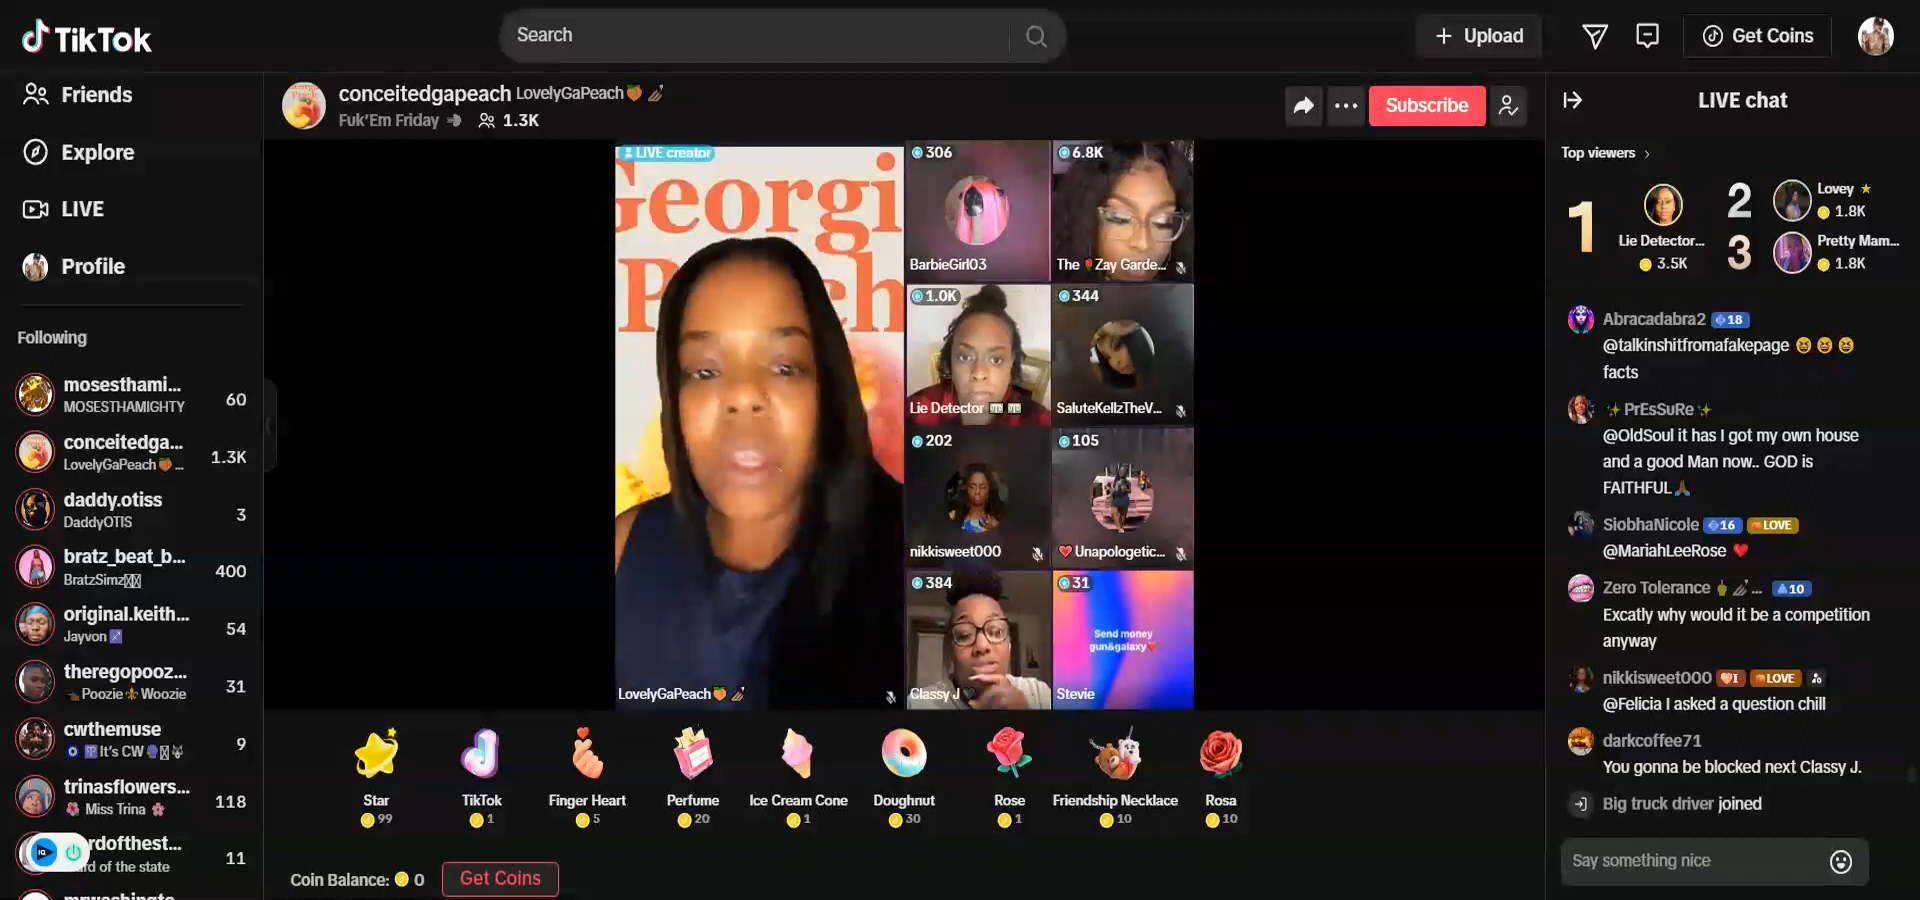 TikTok
Search
Upload
Get Coins
Friends
Explore
LIVE
Profile
Following
mosesthami...
MOSESTHAMIGHTY
60
conceitedga...
LovelyGaPeach🍑 ...
1.3K
daddy.otiss
DaddyOTIS
3
bratz_beat_b...
BratzSimz
400
original.keith...
Jayvon
54
theregopooz...
Poozie⚜Woozie
31
cwthemuse
It's CW
9
trinasflowers...
🌺 Miss Trina 🌸
118
rdofthest...
rd of the state
11
conceitedgapeach LovelyGaPeach🍑💅🏾
Fuk'Em Friday 💨 1.3K
Subscribe
LIVE creator
Georgi
LovelyGaPeach🍑💅🏾
306
BarbieGirl03
6.8K
The 🌹Zay Garde...
1.0K
Lie Detector 💵💵
344
SaluteKellzTheV...
202
nikkisweet000
105
❤️ Unapologetic...
384
Classy J🖤
31
Send money
gun&galaxy❤️
Stevie
Star
99
TikTok
1
Finger Heart
5
Perfume
20
Ice Cream Cone
1
Doughnut
30
Rose
1
Friendship Necklace
10
Rosa
10
Coin Balance: 0
Get Coins
LIVE chat
Top viewers >
1
Lie Detector...
3.5K
2
Lovey ⭐
1.8K
3
Pretty Mam...
1.8K
Abracadabra2 18
@talkinshitfromafakepage 😆 😆 😆
facts
✨PrEsSuRe✨
@OldSoul it has I got my own house
and a good Man now.. GOD is
FAITHFUL🙏🏾
SiobhaNicole 16 LOVE
@MariahLeeRose ❤️
Zero Tolerance 🖕🏾💅🏾 ... 10
Excatly why would it be a competition
anyway
nikkisweet000 I LOVE
@Felicia I asked a question chill
darkcoffee71
You gonna be blocked next Classy J.
Big truck driver joined
Say something nice